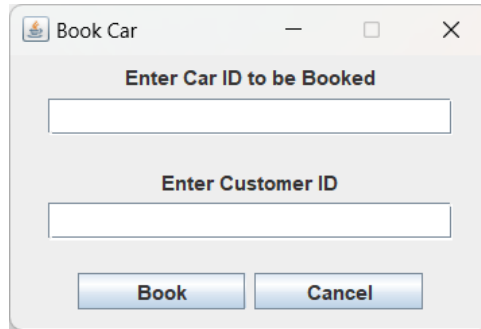 Book Car
Enter Car ID to be Booked
Enter Customer ID
Book Cancel